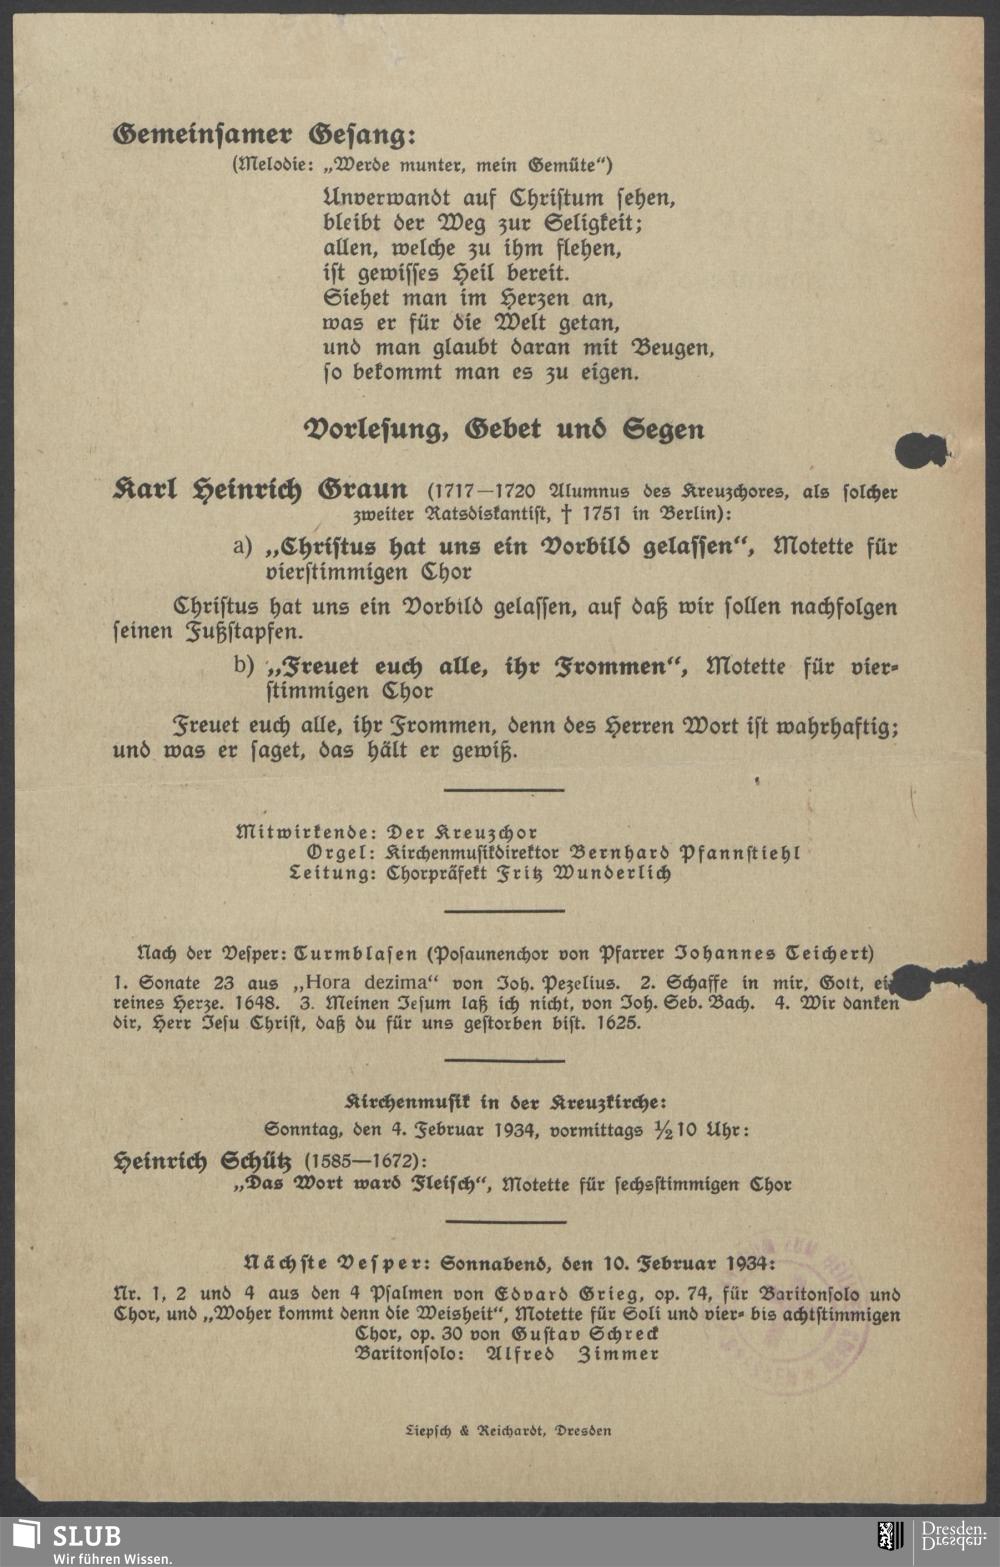 Gemeinsamer Gesang:
(Melodie: „Werde munter, mein Gemüte“)
Unverwandt auf Christum sehen,
bleibt der Weg zur Seligkeit;
allen, welche zu ihm flehen,
ist gewisses Heil bereit.
Siehet man im Herzen an,
was er für die Welt getan,
und man glaubt daran mit Beugen,
so bekommt man es zu eigen.
Vorlesung, Gebet und Segen
Karl Heinrich Graun (1717—1720 Alumnus des Kreuzchores, als solcher
zweiter Ratsdiskantist, † 1751 in Berlin):
a) „Christus hat uns ein Vorbild gelassen“, Motette für
vierstimmigen Chor
Christus hat uns ein Vorbild gelassen, auf daß wir sollen nachfolgen
seinen Fußstapfen.
b) „Freuet euch alle, ihr Frommen“, Motette für vier-
stimmigen Chor
Freuet euch alle, ihr Frommen, denn des Herren Wort ist wahrhaftig;
und was er saget, das hält er gewiß.
Mitwirkende: Der Kreuzchor
Orgel: Kirchenmusikdirektor Bernhard Pfannstiehl
Leitung: Chorpräfekt Fritz Wunderlich
Nach der Vesper: Turmblasen (Posaunenchor von Pfarrer Johannes Teichert)
1. Sonate 23 aus „Hora dezima“ von Joh. Pezelius. 2. Schaffe in mir, Gott, ein
reines Herze. 1648. 3. Meinen Jesum laß ich nicht, von Joh. Seb. Bach. 4. Wir danken
dir, Herr Jesu Christ, daß du für uns gestorben bist. 1625.
Kirchenmusik in der Kreuzkirche:
Sonntag, den 4. Februar 1934, vormittags ½10 Uhr:
Heinrich Schütz (1585—1672):
„Das Wort ward Fleisch“, Motette für sechsstimmigen Chor
Nächste Vesper: Sonnabend, den 10. Februar 1934:
Nr. 1, 2 und 4 aus den 4 Psalmen von Edvard Grieg, op. 74, für Baritonsolo und
Chor, und „Woher kommt denn die Weisheit“, Motette für Soli und vier- bis achtstimmigen
Chor, op. 30 von Gustav Schreck
Baritonsolo: Alfred Zimmer
Liepsch & Reichardt, Dresden
SLUB
Wir führen Wissen.
Dresden.
Dresden.